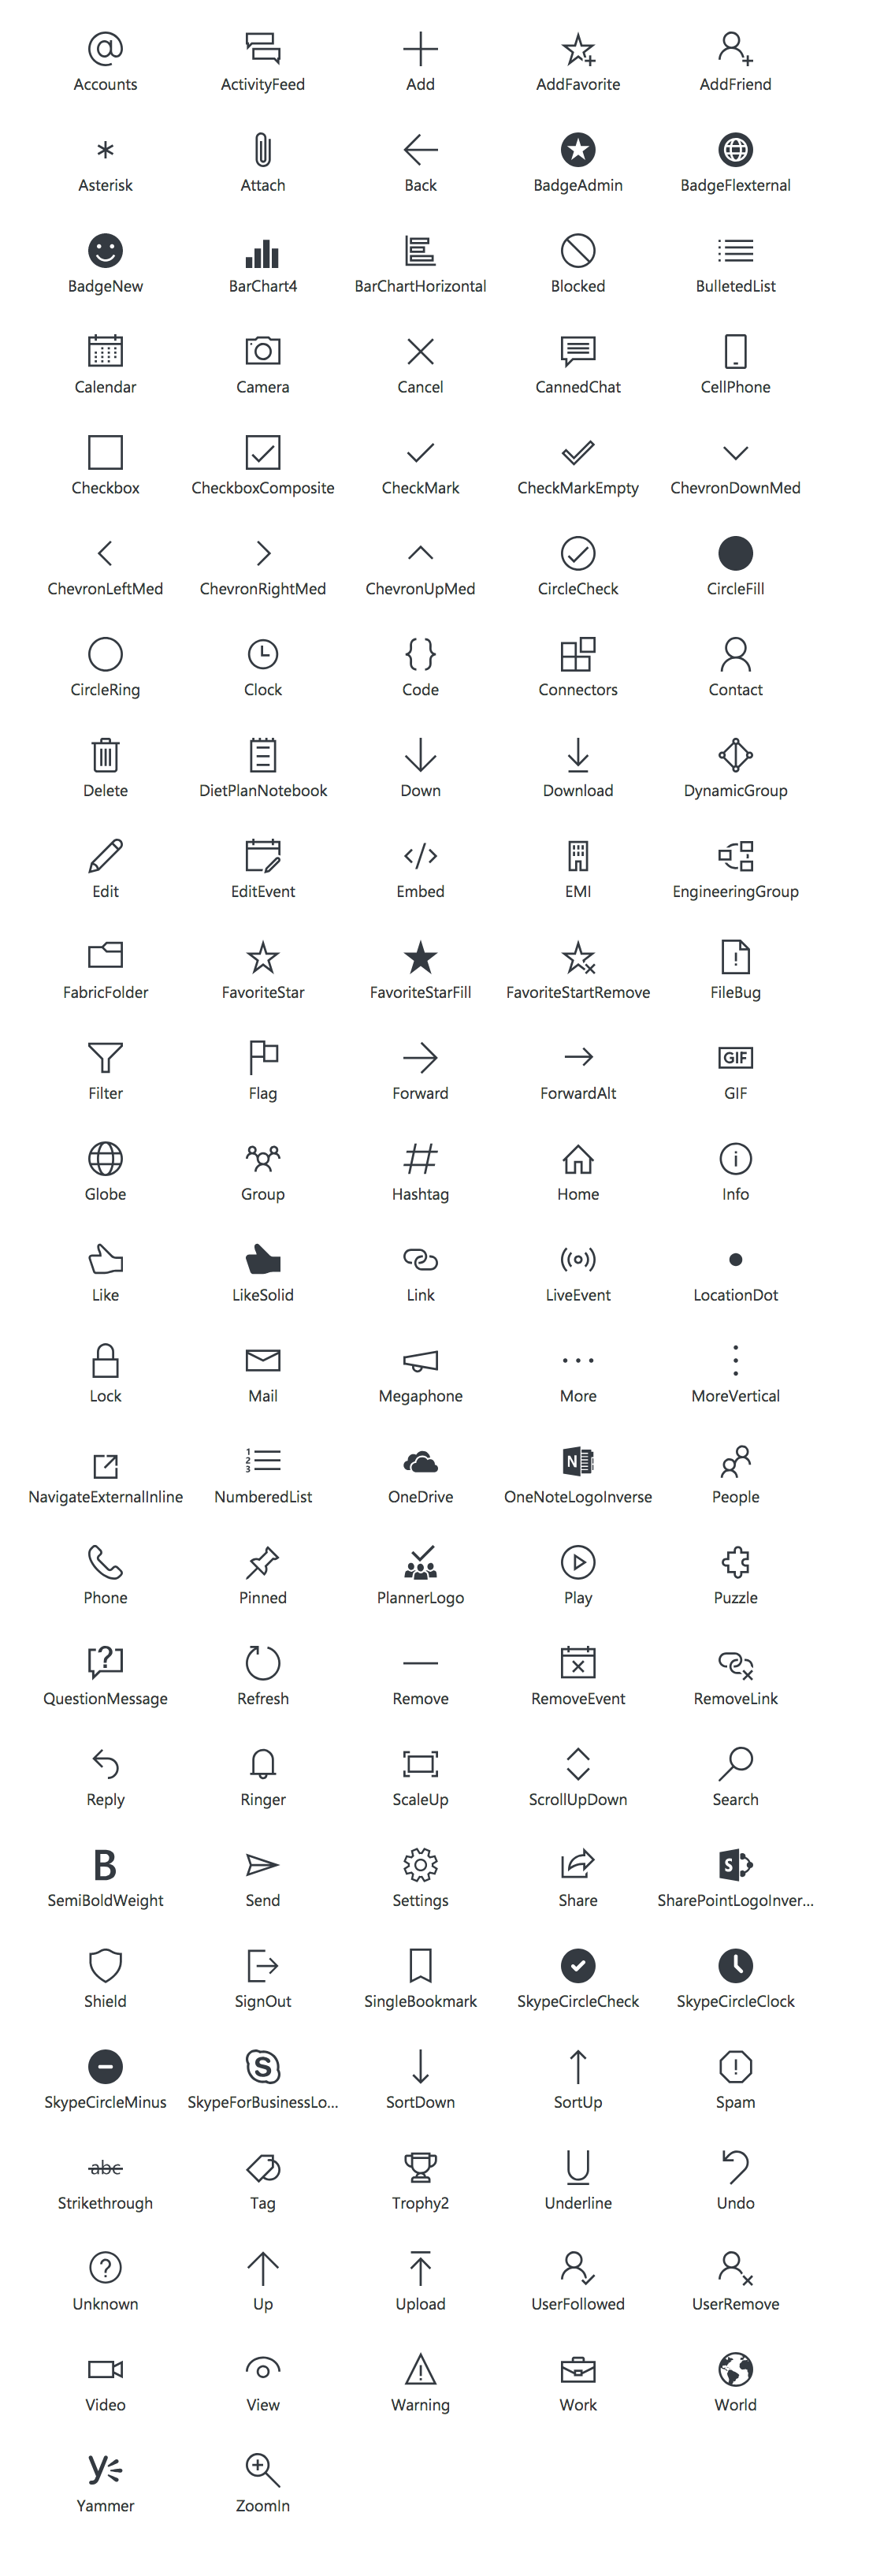 Accounts ActivityFeed Add AddFavorite AddFriend
Asterisk Attach Back BadgeAdmin BadgeFlexternal
BadgeNew BarChart4 BarChartHorizontal Blocked BulletedList
Calendar Camera Cancel CannedChat CellPhone
Checkbox CheckboxComposite CheckMark CheckMarkEmpty ChevronDownMed
ChevronLeftMed ChevronRightMed ChevronUpMed CircleCheck CircleFill
CircleRing Clock Code Connectors Contact
Delete DietPlanNotebook Down Download DynamicGroup
Edit EditEvent Embed EMI EngineeringGroup
FabricFolder FavoriteStar FavoriteStarFill FavoriteStartRemove FileBug
GIF
Filter Flag Forward ForwardAlt GIF
Globe Group Hashtag Home Info
Like LikeSolid Link LiveEvent LocationDot
Lock Mail Megaphone More MoreVertical
1
2
3
N
NavigateExternalInline NumberedList OneDrive OneNoteLogoInverse People
Phone Pinned PlannerLogo Play Puzzle
?
QuestionMessage Refresh Remove RemoveEvent RemoveLink
Reply Ringer ScaleUp ScrollUpDown Search
B S
SemiBoldWeight Send Settings Share SharePointLogoInver...
Shield SignOut SingleBookmark SkypeCircleCheck SkypeCircleClock
S
SkypeCircleMinus SkypeForBusinessLo... SortDown SortUp Spam
abc U
Strikethrough Tag Trophy2 Underline Undo
?
Unknown Up Upload UserFollowed UserRemove
Video View Warning Work World
y
Yammer ZoomIn